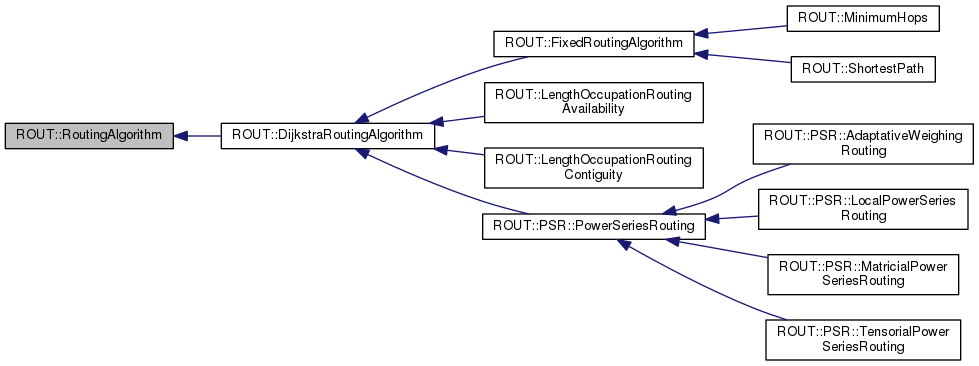 ROUT::RoutingAlgorithm
ROUT::DijkstraRoutingAlgorithm
ROUT::FixedRoutingAlgorithm
ROUT::MinimumHops
ROUT::ShortestPath
ROUT::LengthOccupationRouting
Availability
ROUT::LengthOccupationRouting
Contiguity
ROUT::PSR::PowerSeriesRouting
ROUT::PSR::AdaptativeWeighing
Routing
ROUT::PSR::LocalPowerSeries
Routing
ROUT::PSR::MatricialPower
SeriesRouting
ROUT::PSR::TensorialPower
SeriesRouting